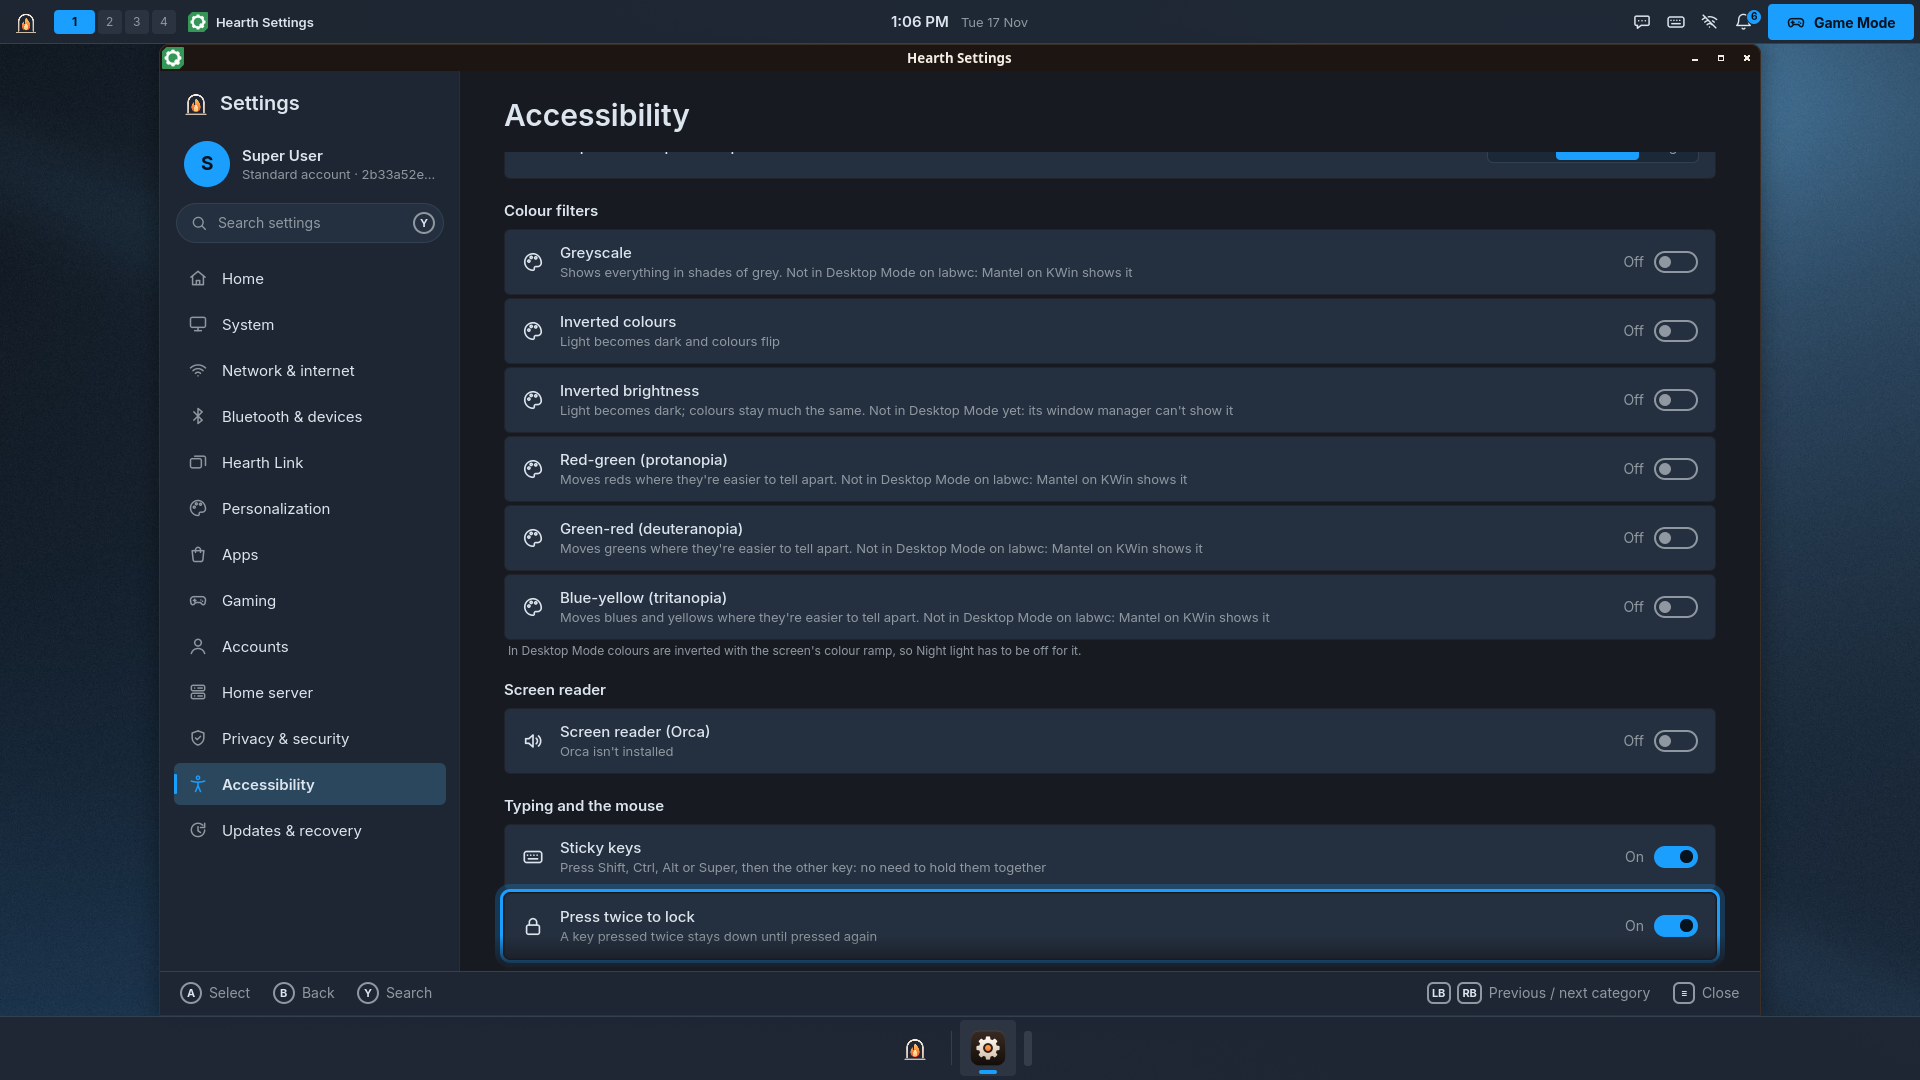 1 2 3 4 Hearth Settings
1:06 PM Tue 17 Nov
6
Game Mode
Hearth Settings
Settings
S
Super User
Standard account · 2b33a52e...
Search settings Y
Home
System
Network & internet
Bluetooth & devices
Hearth Link
Personalization
Apps
Gaming
Accounts
Home server
Privacy & security
Accessibility
Updates & recovery
Accessibility
Colour filters
Greyscale
Shows everything in shades of grey. Not in Desktop Mode on labwc: Mantel on KWin shows it
Off
Inverted colours
Light becomes dark and colours flip
Off
Inverted brightness
Light becomes dark; colours stay much the same. Not in Desktop Mode yet: its window manager can't show it
Off
Red-green (protanopia)
Moves reds where they're easier to tell apart. Not in Desktop Mode on labwc: Mantel on KWin shows it
Off
Green-red (deuteranopia)
Moves greens where they're easier to tell apart. Not in Desktop Mode on labwc: Mantel on KWin shows it
Off
Blue-yellow (tritanopia)
Moves blues and yellows where they're easier to tell apart. Not in Desktop Mode on labwc: Mantel on KWin shows it
Off
In Desktop Mode colours are inverted with the screen's colour ramp, so Night light has to be off for it.
Screen reader
Screen reader (Orca)
Orca isn't installed
Off
Typing and the mouse
Sticky keys
Press Shift, Ctrl, Alt or Super, then the other key: no need to hold them together
On
Press twice to lock
A key pressed twice stays down until pressed again
On
A Select B Back Y Search
LB RB Previous / next category Close